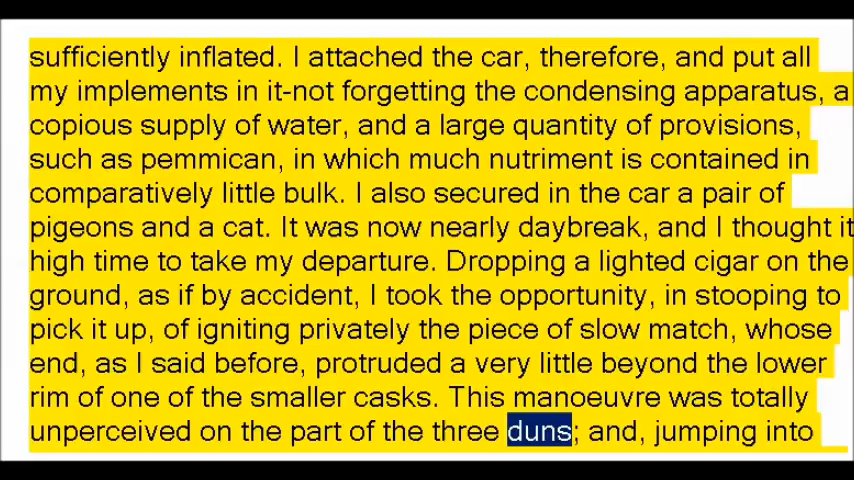 sufficiently inflated. I attached the car, therefore, and put all
my implements in it-not forgetting the condensing apparatus, a
copious supply of water, and a large quantity of provisions,
such as pemmican, in which much nutriment is contained in
comparatively little bulk. I also secured in the car a pair of
pigeons and a cat. It was now nearly daybreak, and I thought it
high time to take my departure. Dropping a lighted cigar on the
ground, as if by accident, I took the opportunity, in stooping to
pick it up, of igniting privately the piece of slow match, whose
end, as I said before, protruded a very little beyond the lower
rim of one of the smaller casks. This manoeuvre was totally
unperceived on the part of the three duns; and, jumping into